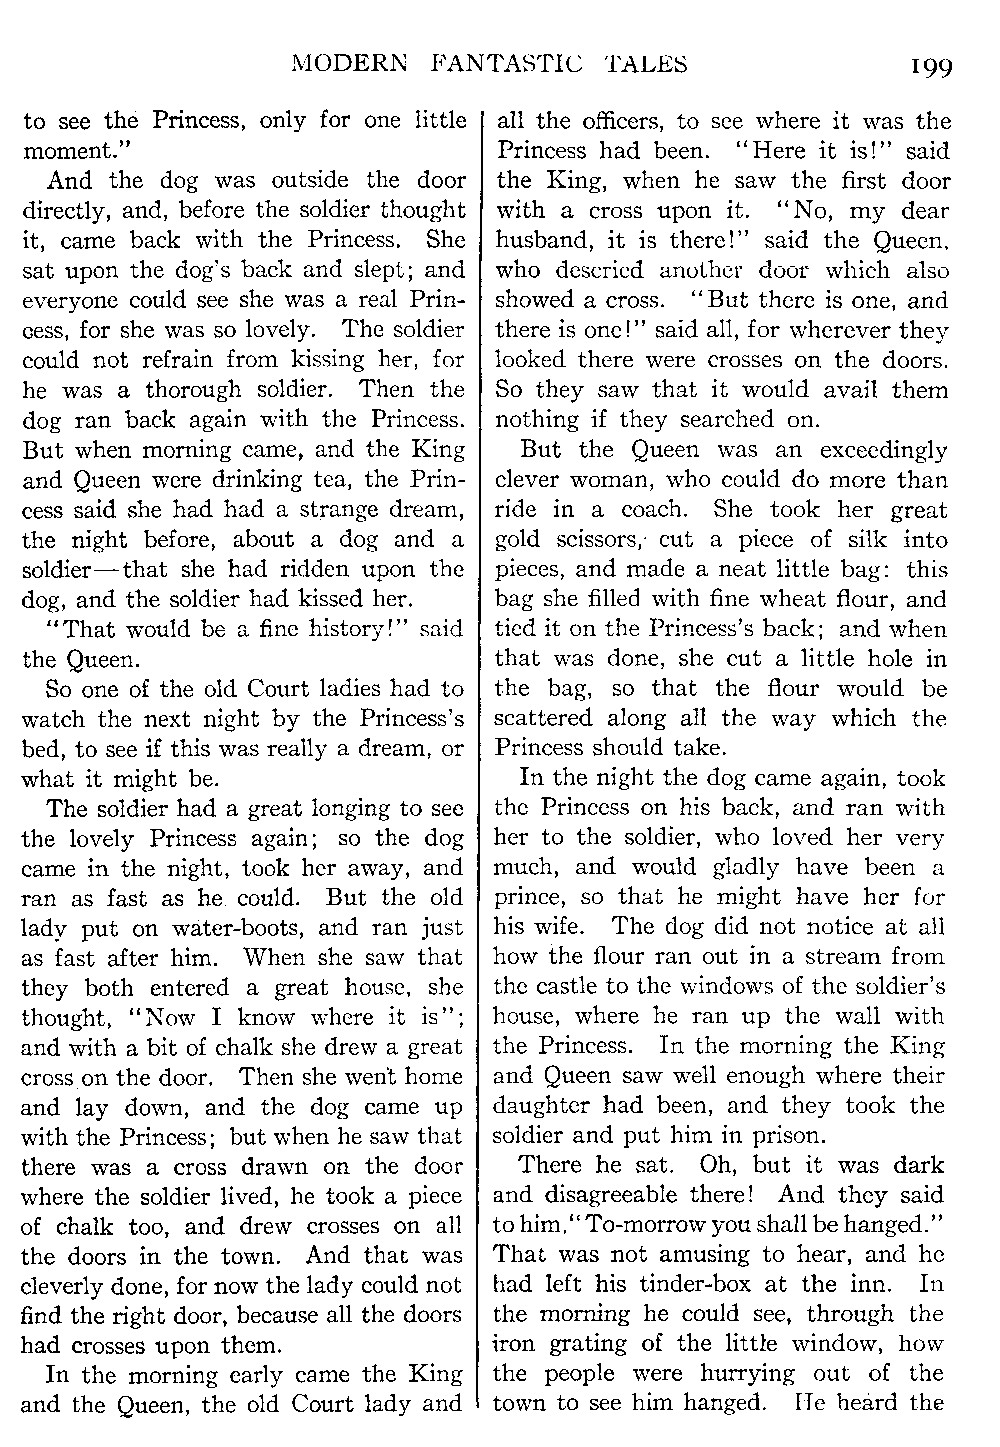 MODERN FANTASTIC TALES 199
to see the Princess, only for one little
moment."
And the dog was outside the door
directly, and, before the soldier thought
it, came back with the Princess. She
sat upon the dog's back and slept; and
everyone could see she was a real Prin-
cess, for she was so lovely. The soldier
could not refrain from kissing her, for
he was a thorough soldier. Then the
dog ran back again with the Princess.
But when morning came, and the King
and Queen were drinking tea, the Prin-
cess said she had had a strange dream,
the night before, about a dog and a
soldier—that she had ridden upon the
dog, and the soldier had kissed her.
"That would be a fine history!" said
the Queen.
So one of the old Court ladies had to
watch the next night by the Princess's
bed, to see if this was really a dream, or
what it might be.
The soldier had a great longing to see
the lovely Princess again; so the dog
came in the night, took her away, and
ran as fast as he could. But the old
lady put on water-boots, and ran just
as fast after him. When she saw that
they both entered a great house, she
thought, "Now I know where it is";
and with a bit of chalk she drew a great
cross on the door. Then she went home
and lay down, and the dog came up
with the Princess; but when he saw that
there was a cross drawn on the door
where the soldier lived, he took a piece
of chalk too, and drew crosses on all
the doors in the town. And that was
cleverly done, for now the lady could not
find the right door, because all the doors
had crosses upon them.
In the morning early came the King
and the Queen, the old Court lady and
all the officers, to see where it was the
Princess had been. "Here it is!" said
the King, when he saw the first door
with a cross upon it. "No, my dear
husband, it is there!" said the Queen,
who descried another door which also
showed a cross. "But there is one, and
there is one!" said all, for wherever they
looked there were crosses on the doors.
So they saw that it would avail them
nothing if they searched on.
But the Queen was an exceedingly
clever woman, who could do more than
ride in a coach. She took her great
gold scissors, cut a piece of silk into
pieces, and made a neat little bag: this
bag she filled with fine wheat flour, and
tied it on the Princess's back; and when
that was done, she cut a little hole in
the bag, so that the flour would be
scattered along all the way which the
Princess should take.
In the night the dog came again, took
the Princess on his back, and ran with
her to the soldier, who loved her very
much, and would gladly have been a
prince, so that he might have her for
his wife. The dog did not notice at all
how the flour ran out in a stream from
the castle to the windows of the soldier's
house, where he ran up the wall with
the Princess. In the morning the King
and Queen saw well enough where their
daughter had been, and they took the
soldier and put him in prison.
There he sat. Oh, but it was dark
and disagreeable there! And they said
to him, "To-morrow you shall be hanged."
That was not amusing to hear, and he
had left his tinder-box at the inn. In
the morning he could see, through the
iron grating of the little window, how
the people were hurrying out of the
town to see him hanged. He heard the